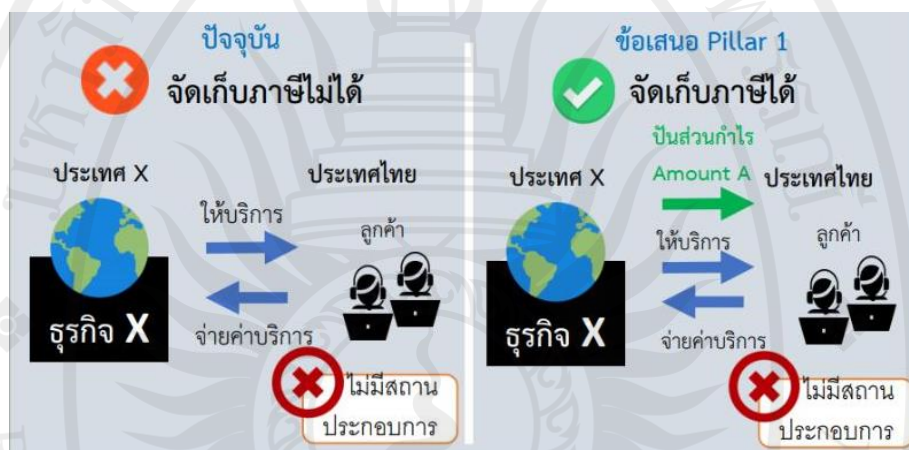 ปัจจุบัน
จัดเก็บภาษีไม่ได้
ประเทศ X
ประเทศไทย
ให้บริการ
ลูกค้า
ธุรกิจ X
จ่ายค่าบริการ
ไม่มีสถาน
ประกอบการ
ข้อเสนอ Pillar 1
จัดเก็บภาษีได้
ปันส่วนกำไร
Amount A
ประเทศ X
ประเทศไทย
ให้บริการ
ลูกค้า
ธุรกิจ X
จ่ายค่าบริการ
ไม่มีสถาน
ประกอบการ